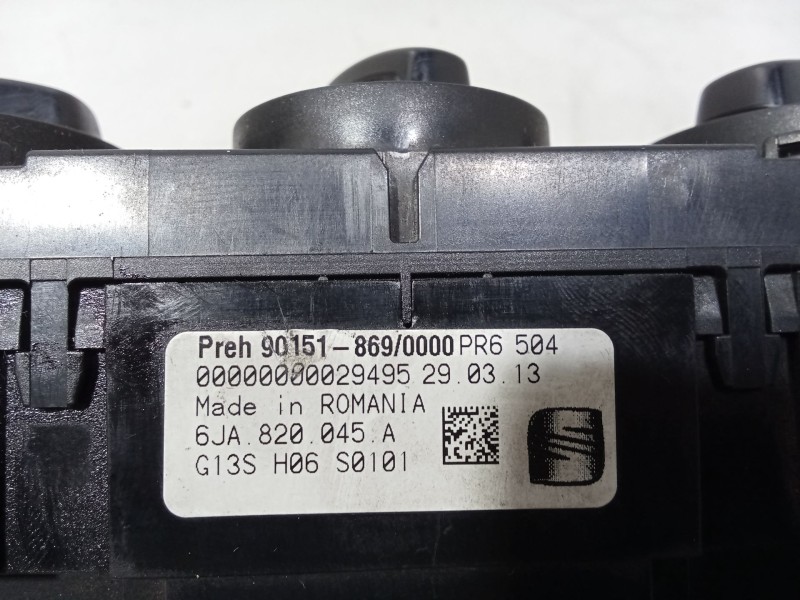 Preh 90151-869/0000 PR6 504
00000000029495 29.03.13
Made in ROMANIA
6JA.820.045.A
G13S H06 S0101